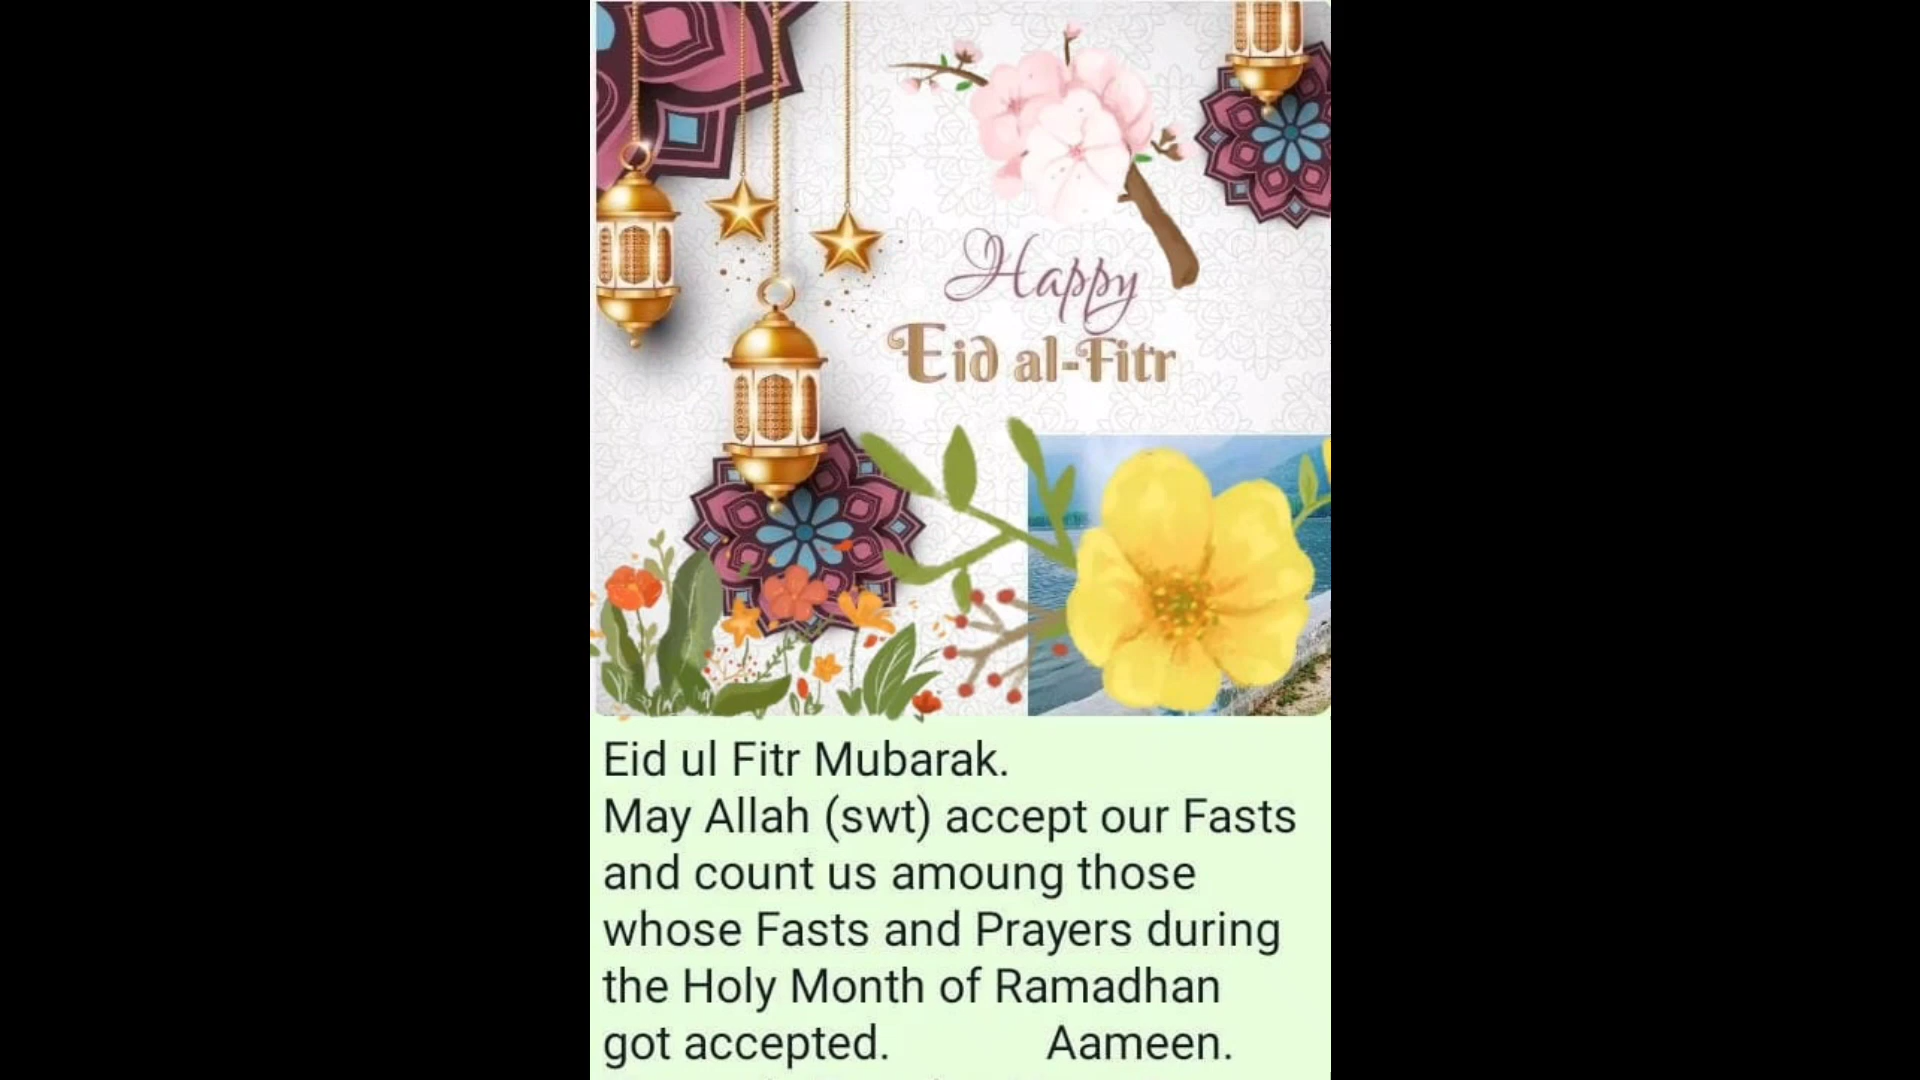 Happy
Eid al-Fitr
Eid ul Fitr Mubarak.
May Allah (swt) accept our Fasts
and count us amoung those
whose Fasts and Prayers during
the Holy Month of Ramadhan
got accepted. Aameen.